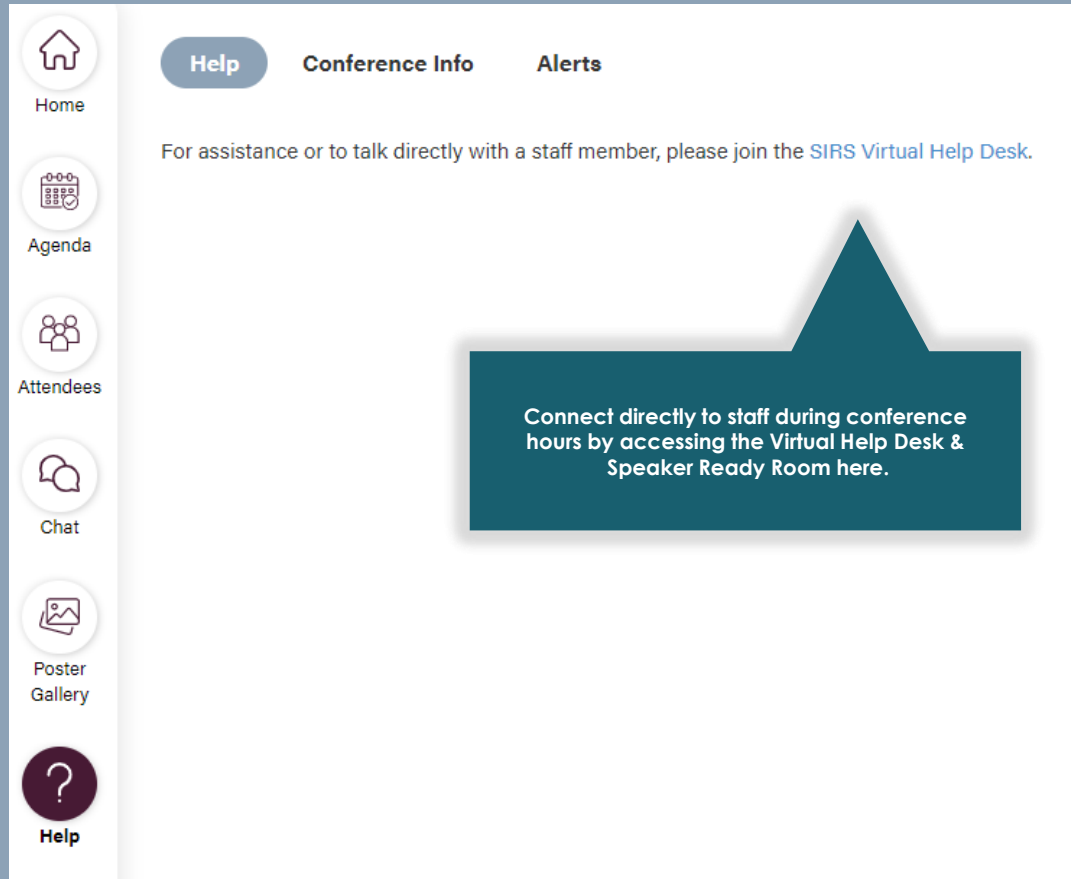 Home
Agenda
Attendees
Chat
Poster
Gallery
?
Help
Help Conference Info Alerts
For assistance or to talk directly with a staff member, please join the SIRS Virtual Help Desk.
Connect directly to staff during conference
hours by accessing the Virtual Help Desk &
Speaker Ready Room here.